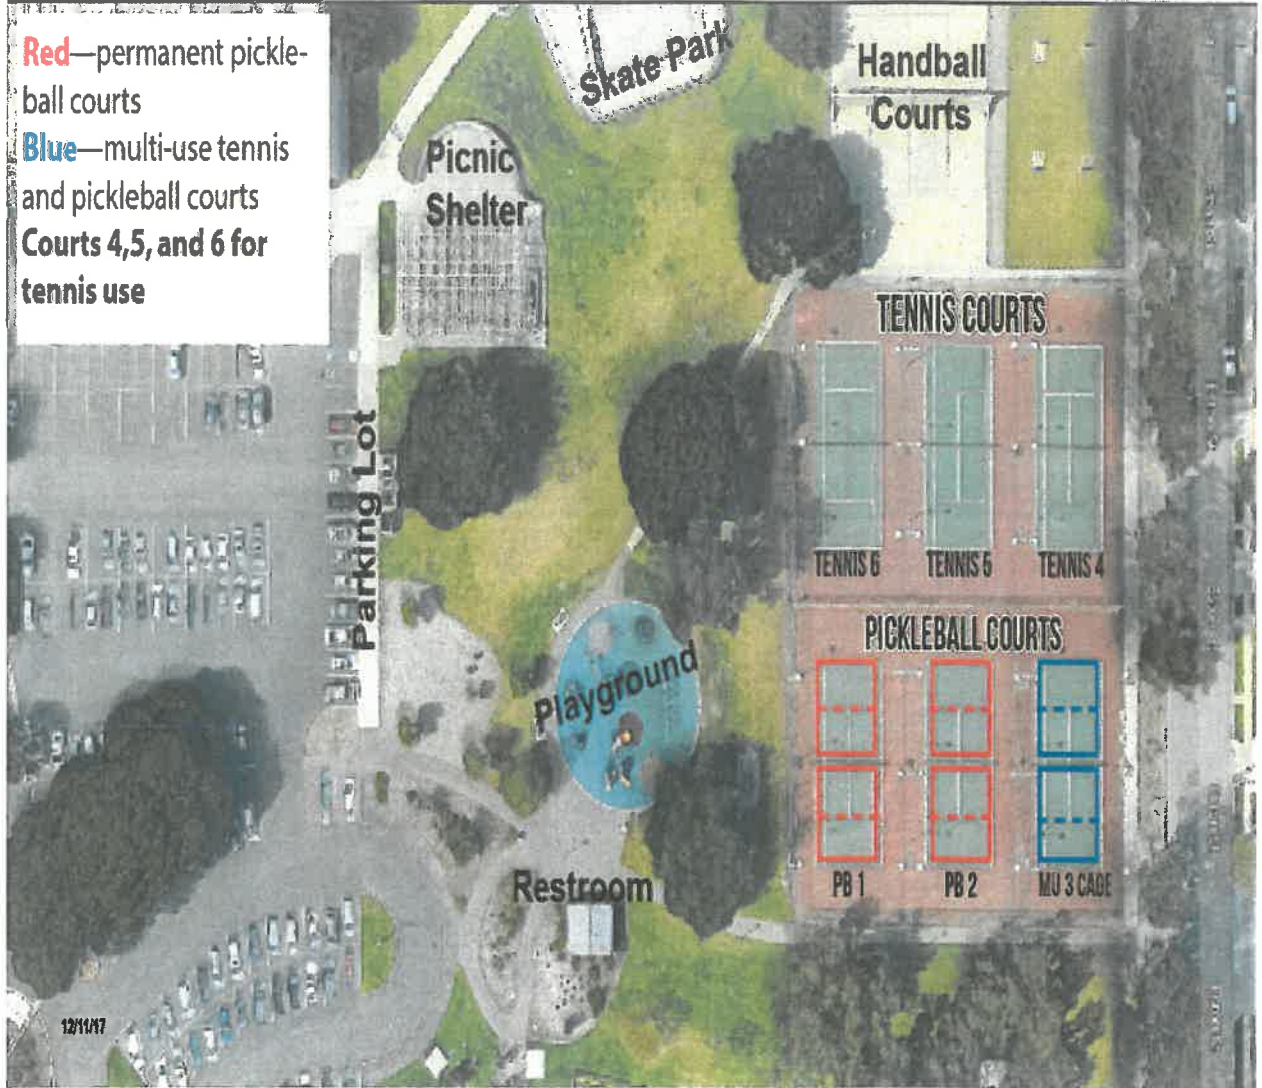 Red—permanent pickle-
ball courts
Blue—multi-use tennis
and pickleball courts
Courts 4,5, and 6 for
tennis use
Skate Park
Handball
Courts
Picnic
Shelter
TENNIS COURTS
Parking Lot
TENNIS 6
TENNIS 5
TENNIS 4
PICKLEBALL COURTS
Playground
PB 1
PB 2
MU 3 CAGE
Restroom
12/11/17